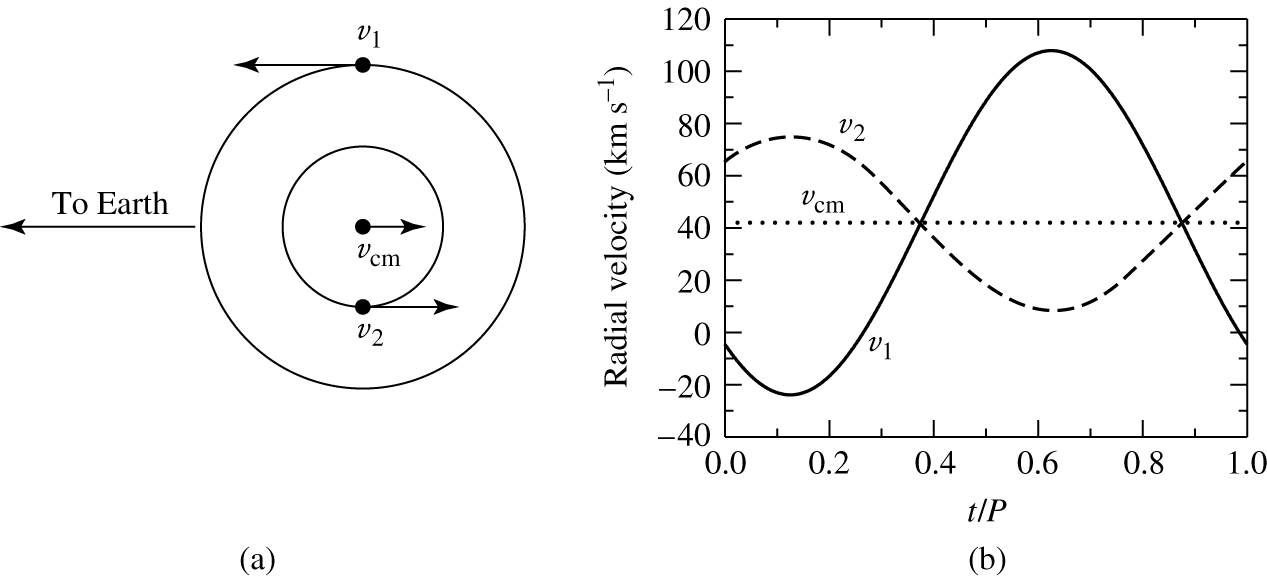 v1
To Earth
vcm
v2
(a)
Radial velocity (km s−1)
120
100
80
60
40
20
0
−20
−40
v2
vcm
v1
0.0 0.2 0.4 0.6 0.8 1.0
t/P
(b)